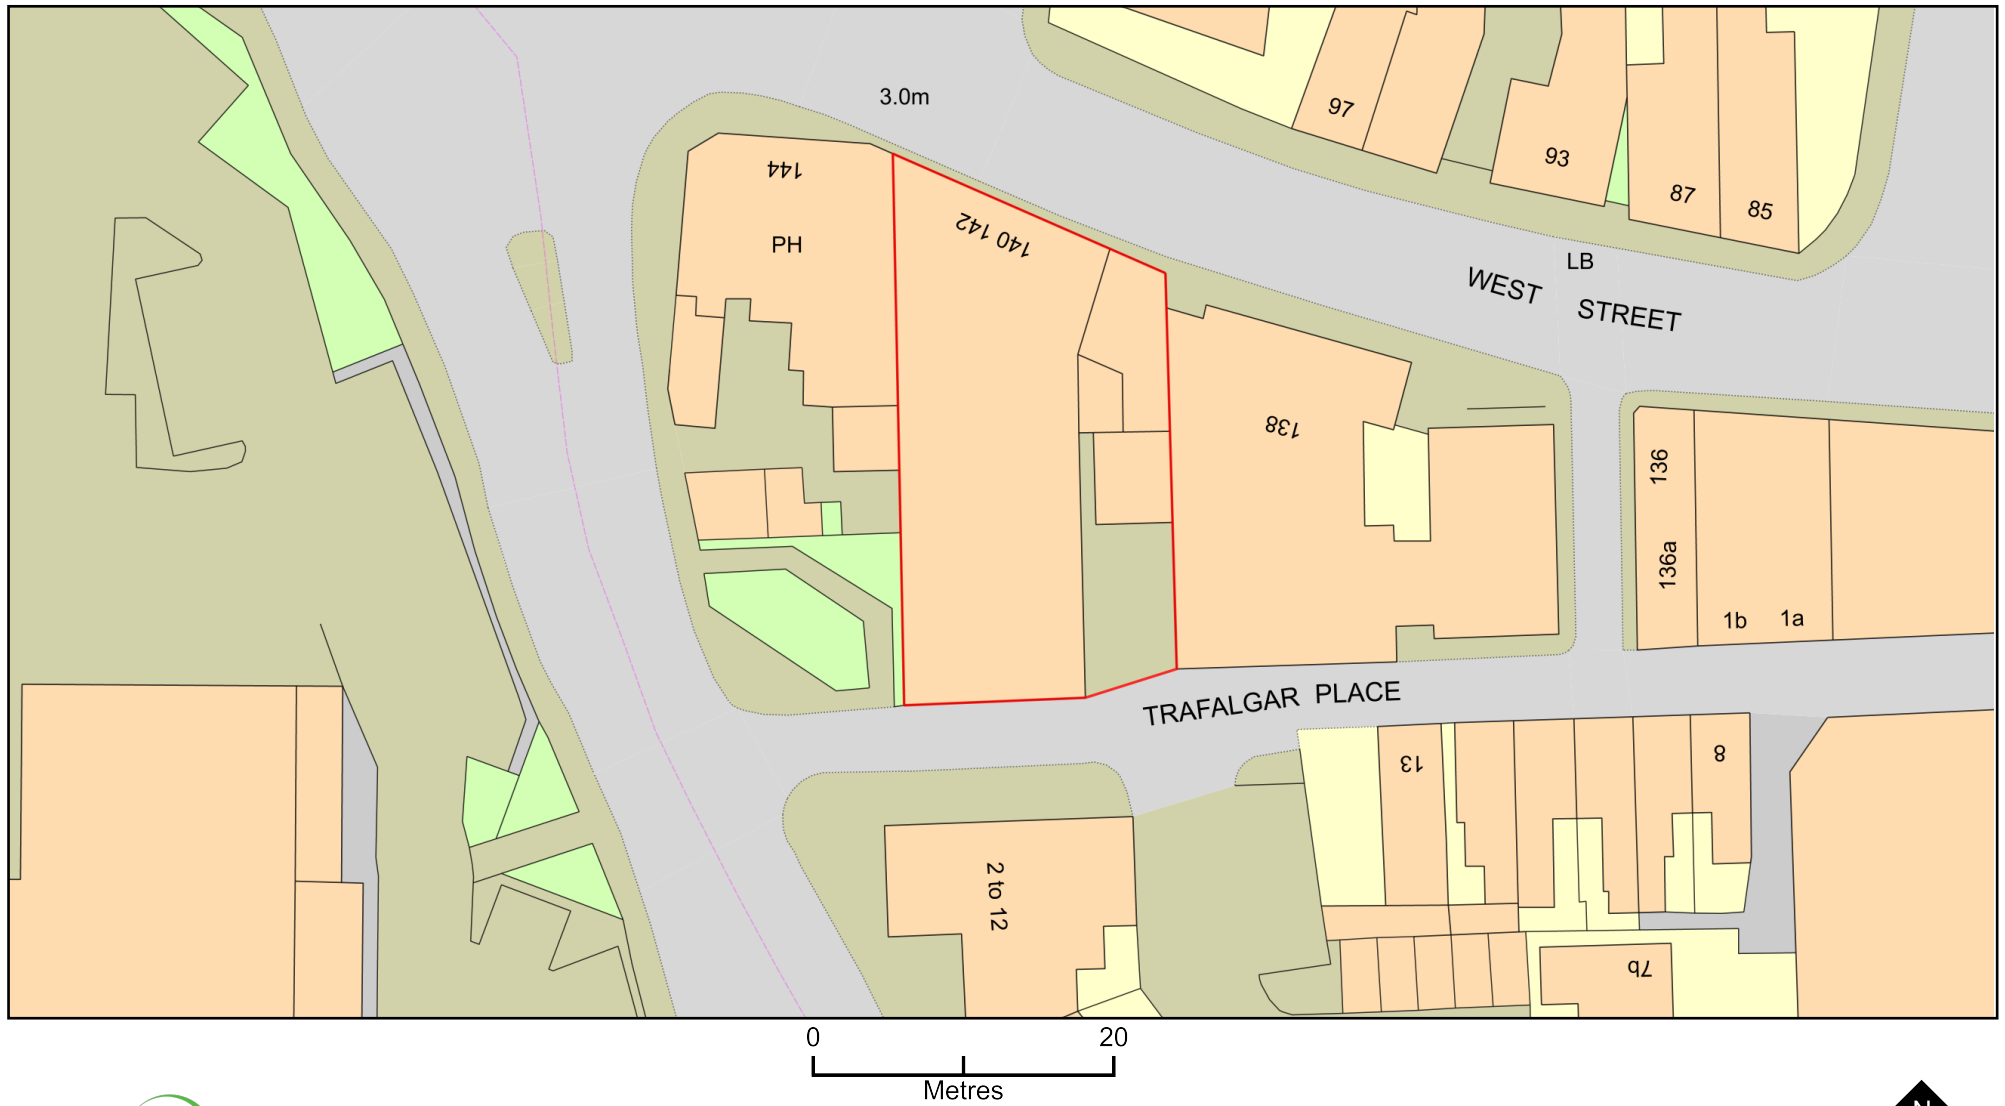 3.0m
97
93
87
85
144
PH
140 142
LB
WEST STREET
138
136
136a
1b
1a
TRAFALGAR PLACE
13
8
2 to 12
7b
0
20
Metres
N